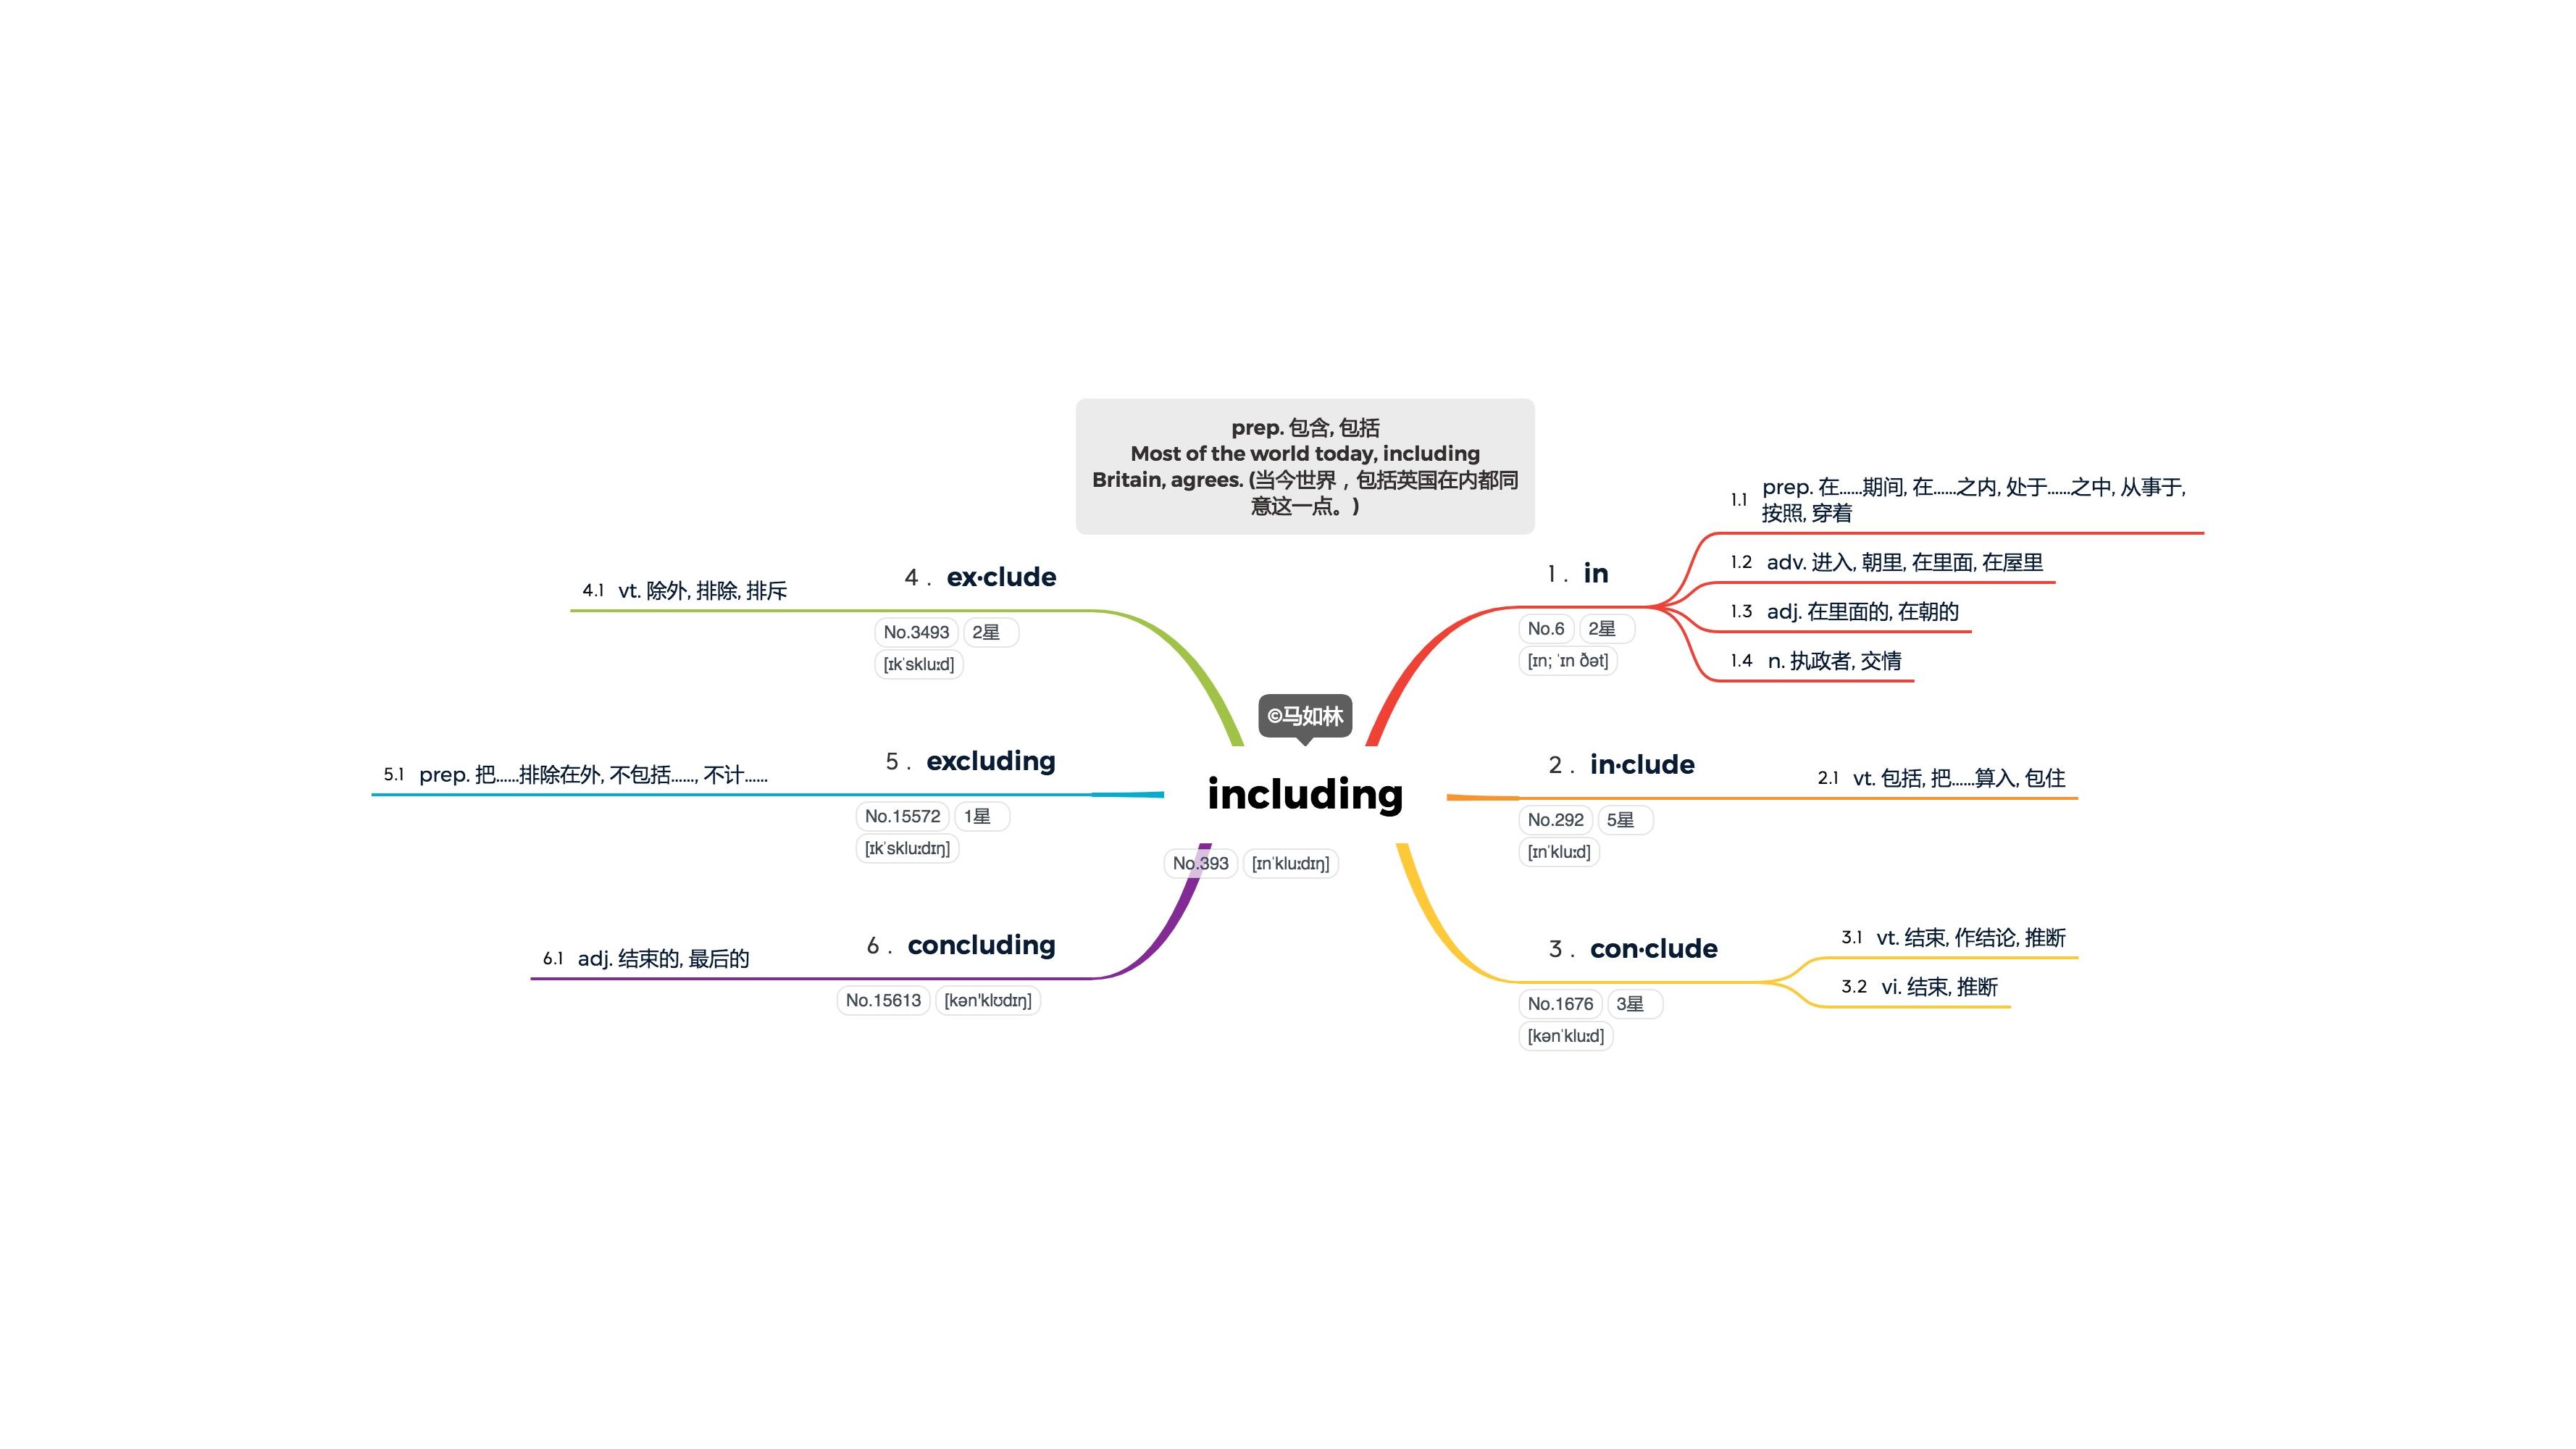 prep. 包含, 包括
Most of the world today, including
Britain, agrees. (当今世界，包括英国在内都同
意这一点。)
©马如林
including
No.393 [ɪnˈkluːdɪŋ]
1. in
No.6 2星
[ɪn; ˈɪn ðət]
1.1 prep. 在……期间, 在……之内, 处于……之中, 从事于,
按照, 穿着
1.2 adv. 进入, 朝里, 在里面, 在屋里
1.3 adj. 在里面的, 在朝的
1.4 n. 执政者, 交情
2. in·clude
No.292 5星
[ɪnˈkluːd]
2.1 vt. 包括, 把……算入, 包住
3. con·clude
No.1676 3星
[kənˈkluːd]
3.1 vt. 结束, 作结论, 推断
3.2 vi. 结束, 推断
4. ex·clude
No.3493 2星
[ɪkˈskluːd]
4.1 vt. 除外, 排除, 排斥
5. excluding
No.15572 1星
[ɪkˈskluːdɪŋ]
5.1 prep. 把……排除在外, 不包括……, 不计……
6. concluding
No.15613 [kən'klʊdɪŋ]
6.1 adj. 结束的, 最后的